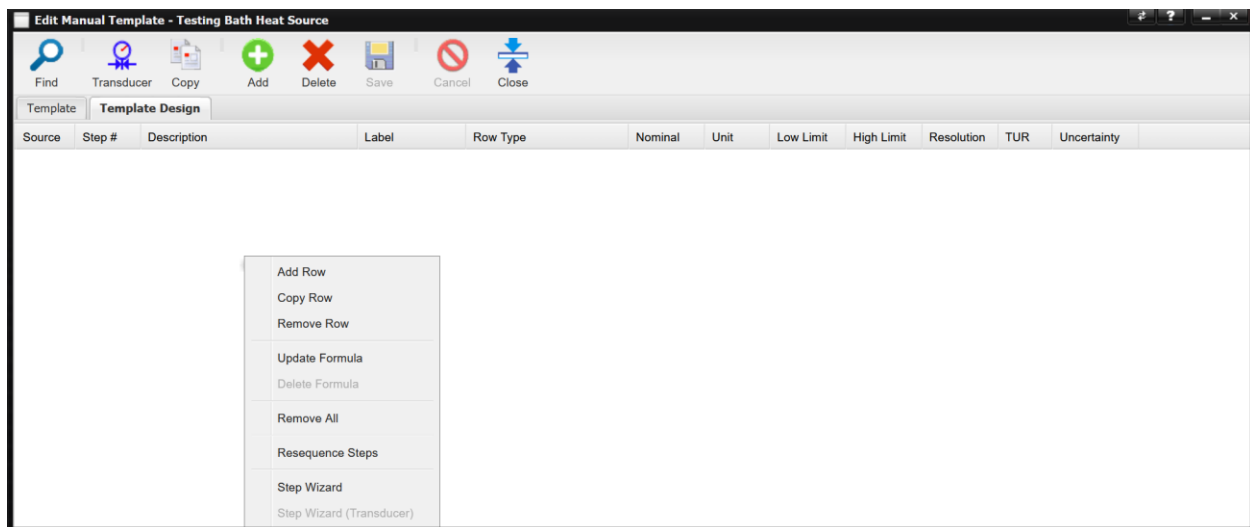 Edit Manual Template - Testing Bath Heat Source
?
Find Transducer Copy Add Delete Save Cancel Close
Template Template Design
Source Step # Description Label Row Type Nominal Unit Low Limit High Limit Resolution TUR Uncertainty
Add Row
Copy Row
Remove Row
Update Formula
Delete Formula
Remove All
Resequence Steps
Step Wizard
Step Wizard (Transducer)